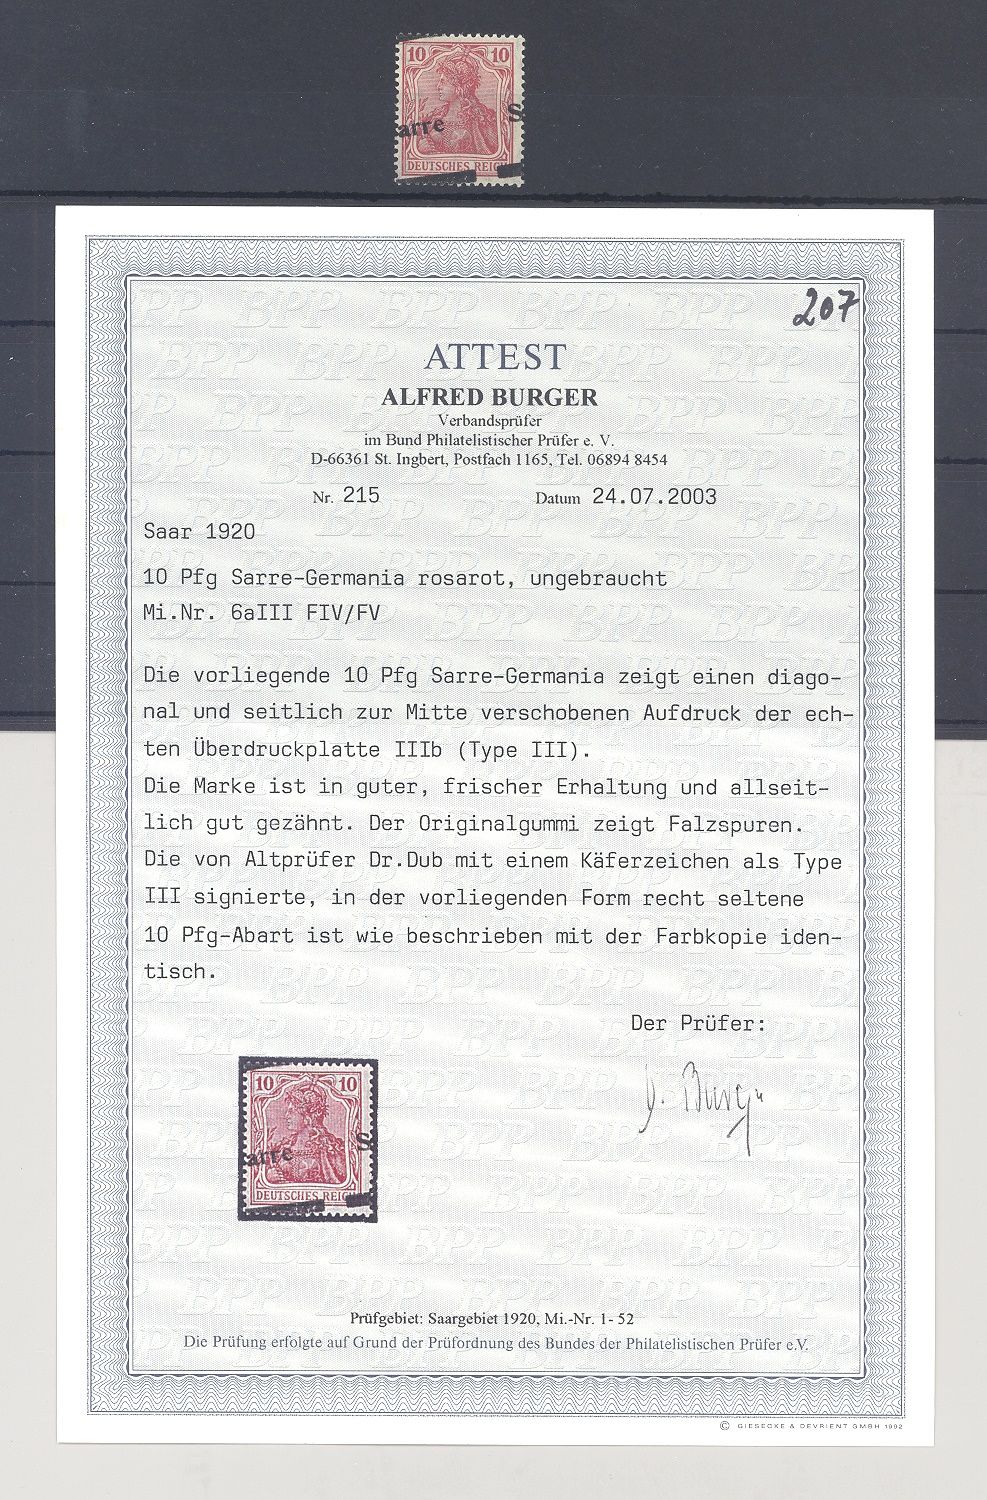 10 10
arre S
DEUTSCHES REICH
207
ATTEST
ALFRED BURGER
Verbandsprüfer
im Bund Philatelistischer Prüfer e. V.
D-66361 St. Ingbert, Postfach 1165, Tel. 06894 8454
Nr. 215 Datum 24.07.2003
Saar 1920
10 Pfg Sarre-Germania rosarot, ungebraucht
Mi.Nr. 6aIII FIV/FV
Die vorliegende 10 Pfg Sarre-Germania zeigt einen diago-
nal und seitlich zur Mitte verschobenen Aufdruck der ech-
ten Überdruckplatte IIIb (Type III).
Die Marke ist in guter, frischer Erhaltung und allseit-
lich gut gezähnt. Der Originalgummi zeigt Falzspuren.
Die von Altprüfer Dr.Dub mit einem Käferzeichen als Type
III signierte, in der vorliegenden Form recht seltene
10 Pfg-Abart ist wie beschrieben mit der Farbkopie iden-
tisch.
Der Prüfer:
10 10
arre S
DEUTSCHES REICH
Prüfgebiet: Saargebiet 1920, Mi.-Nr. 1- 52
Die Prüfung erfolgte auf Grund der Prüfordnung des Bundes der Philatelistischen Prüfer e.V.
© GIESECKE & DEVRIENT GMBH 1992